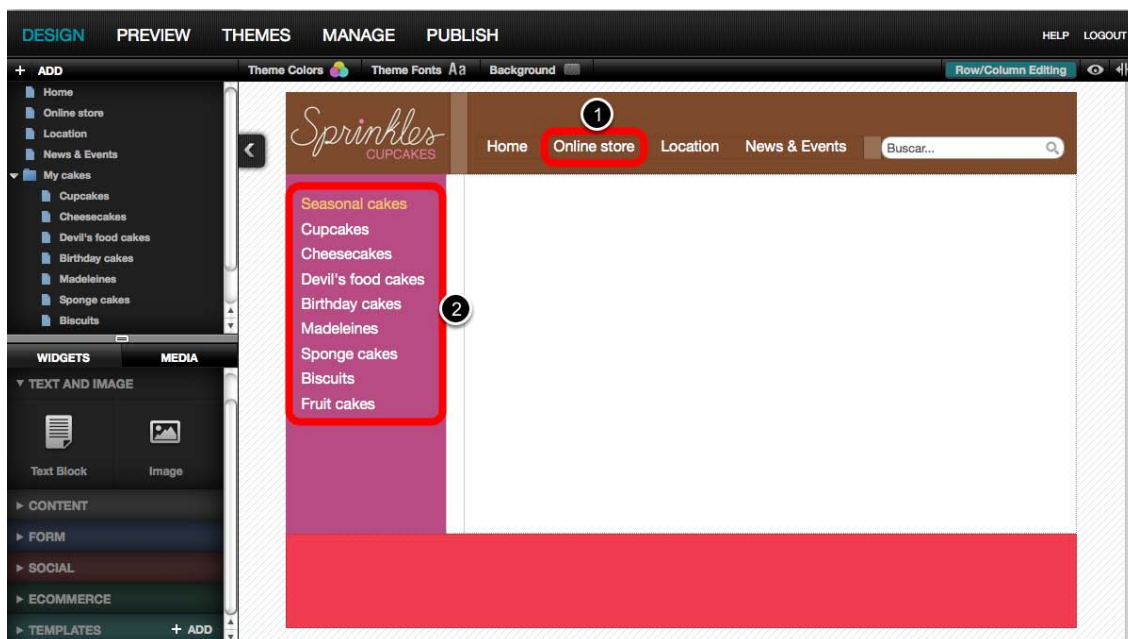 DESIGN PREVIEW THEMES MANAGE PUBLISH HELP LOGOUT
+ ADD Theme Colors Theme Fonts Aa Background Row/Column Editing
Home
Online store
Location
News & Events
My cakes
Cupcakes
Cheesecakes
Devil's food cakes
Birthday cakes
Madeleines
Sponge cakes
Biscuits
WIDGETS MEDIA
TEXT AND IMAGE
Text Block Image
CONTENT
FORM
SOCIAL
ECOMMERCE
TEMPLATES + ADD
Sprinkles
CUPCAKES
1
Home Online store Location News & Events Buscar...
Seasonal cakes
Cupcakes
Cheesecakes
Devil's food cakes
Birthday cakes
2
Madeleines
Sponge cakes
Biscuits
Fruit cakes